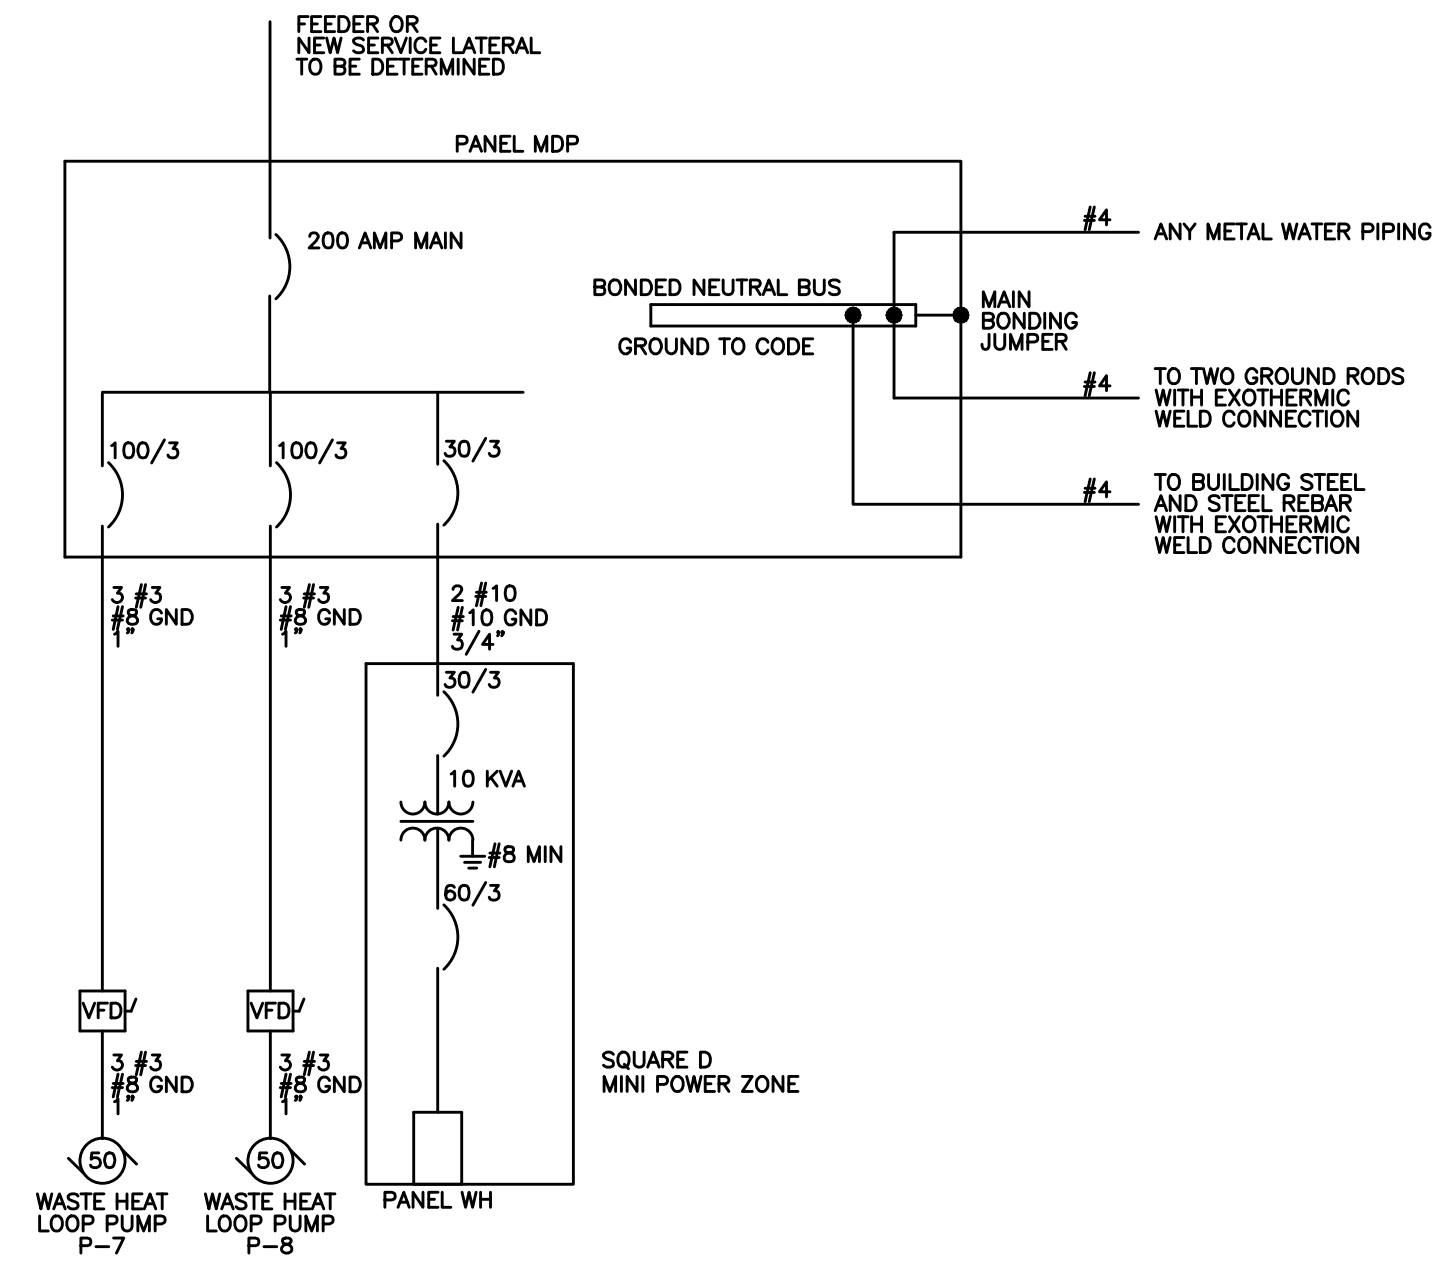 FEEDER OR
NEW SERVICE LATERAL
TO BE DETERMINED
PANEL MDP
200 AMP MAIN
#4
ANY METAL WATER PIPING
BONDED NEUTRAL BUS
GROUND TO CODE
MAIN
BONDING
JUMPER
#4
TO TWO GROUND RODS
WITH EXOTHERMIC
WELD CONNECTION
#4
TO BUILDING STEEL
AND STEEL REBAR
WITH EXOTHERMIC
WELD CONNECTION
100/3
100/3
30/3
3 #3
#8 GND
1"
3 #3
#8 GND
1"
2 #10
#10 GND
3/4"
30/3
10 KVA
#8 MIN
60/3
VFD
VFD
3 #3
#8 GND
1"
3 #3
#8 GND
1"
SQUARE D
MINI POWER ZONE
50
50
WASTE HEAT
LOOP PUMP
P-7
WASTE HEAT
LOOP PUMP
P-8
PANEL WH